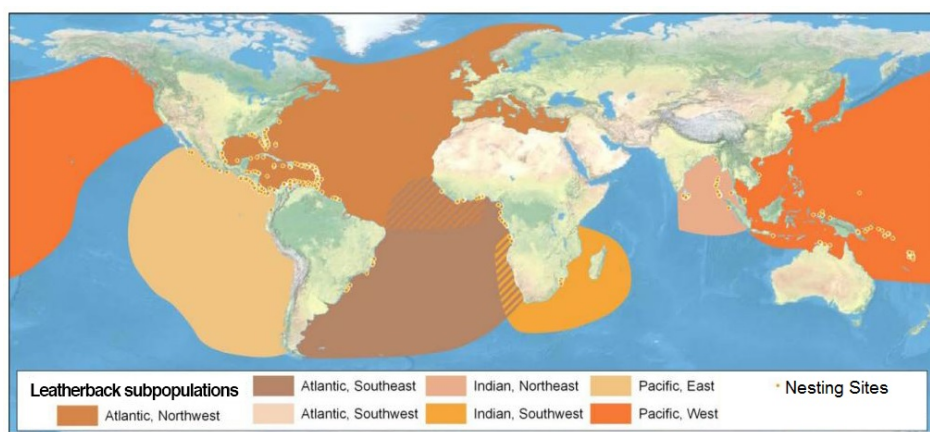 Leatherback subpopulations
Atlantic, Northwest
Atlantic, Southeast
Atlantic, Southwest
Indian, Northeast
Indian, Southwest
Pacific, East
Pacific, West
Nesting Sites